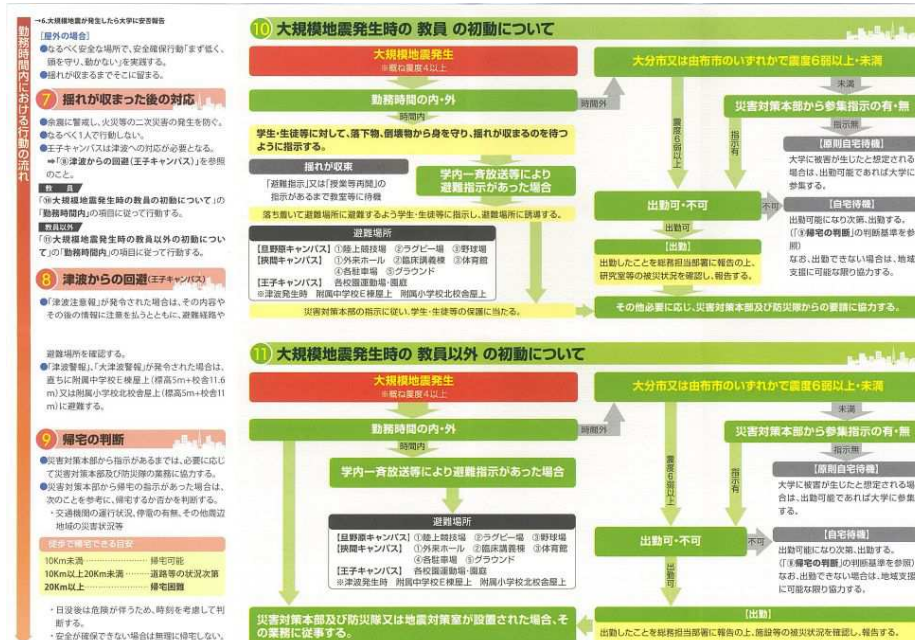 →6.大規模地震が発生したら大学に安否報告
勤務時間内における行動の流れ
[屋外の場合]
●なるべく安全な場所で、安全確保行動「まず低く、
頭を守り、動かない」を実践する。
●揺れが収まるまでそこに留まる。
7 揺れが収まった後の対応
●余震に警戒し、火災等の二次災害の発生を防ぐ。
●なるべく1人で行動しない。
●王子キャンパスは津波への対応が必要となる。
➡「⑧津波からの回避(王子キャンパス)」を参照
のこと。
教 員
「⑩大規模地震発生時の教員の初動について」の
「勤務時間内」の項目に従って行動する。
教員以外
「⑪大規模地震発生時の教員以外の初動につい
て」の「勤務時間内」の項目に従って行動する。
8 津波からの回避(王子キャンパス)
●「津波注意報」が発令された場合は、その内容や
その後の情報に注意を払うとともに、避難経路や
避難場所を確認する。
●「津波警報」、「大津波警報」が発令された場合は、
直ちに附属中学校E棟屋上(標高5m+校舎11.6
m)又は附属小学校北校舎屋上(標高5m+校舎11
m)に避難する。
9 帰宅の判断
●災害対策本部から指示があるまでは、必要に応じ
て災害対策本部及び防災隊の業務に協力する。
●災害対策本部から帰宅の指示があった場合は、
次のことを参考に、帰宅するか否かを判断する。
・交通機関の運行状況、停電の有無、その他周辺
地域の災害状況等
徒歩で帰宅できる目安
10Km未満 帰宅可能
10Km以上20Km未満 道路等の状況次第
20Km以上 帰宅困難
・日没後は危険が伴うため、時刻を考慮して判
断する。
・安全が確保できない場合は無理に帰宅しない。
10 大規模地震発生時の 教員 の初動について
大規模地震発生
※概ね震度4以上
勤務時間の内・外
時間外
時間内
学生・生徒等に対して、落下物、倒壊物から身を守り、揺れが収まるのを待つ
ように指示する。
揺れが収束
「避難指示」又は「授業等再開」の
指示があるまで教室等に待機
学内一斉放送等により
避難指示があった場合
落ち着いて避難場所に避難するよう学生・生徒等に指示し、避難場所に誘導する。
避難場所
【旦野原キャンパス】 ①陸上競技場 ②ラグビー場 ③野球場
【挾間キャンパス】 ①外来ホール ②臨床講義棟 ③体育館
④各駐車場 ⑤グラウンド
【王子キャンパス】 各校園運動場・園庭
※津波発生時 附属中学校E棟屋上 附属小学校北校舎屋上
災害対策本部の指示に従い、学生・生徒等の保護に当たる。
大分市又は由布市のいずれかで震度6弱以上・未満
未満
災害対策本部から参集指示の有・無
震度6弱以上
指示有
指示無
【原則自宅待機】
大学に被害が生じたと想定される
場合は、出勤可能であれば大学に
参集する。
出勤可・不可
不可
【自宅待機】
出勤可能になり次第、出勤する。
(「⑨帰宅の判断」の判断基準を参
照)
なお、出勤できない場合は、地域
支援に可能な限り協力する。
出勤可
【出勤】
出勤したことを総務担当部署に報告の上、
研究室等の被災状況を確認し、報告する。
その他必要に応じ、災害対策本部及び防災隊からの要請に協力する。
11 大規模地震発生時の 教員以外 の初動について
大規模地震発生
※概ね震度4以上
勤務時間の内・外
時間外
時間内
学内一斉放送等により避難指示があった場合
避難場所
【旦野原キャンパス】 ①陸上競技場 ②ラグビー場 ③野球場
【挾間キャンパス】 ①外来ホール ②臨床講義棟 ③体育館
④各駐車場 ⑤グラウンド
【王子キャンパス】 各校園運動場・園庭
※津波発生時 附属中学校E棟屋上 附属小学校北校舎屋上
災害対策本部及び防災隊又は地震対策室が設置された場合、そ
の業務に従事する。
大分市又は由布市のいずれかで震度6弱以上・未満
未満
災害対策本部から参集指示の有・無
震度6弱以上
指示有
指示無
【原則自宅待機】
大学に被害が生じたと想定される場
合は、出勤可能であれば大学に参集
する。
出勤可・不可
不可
【自宅待機】
出勤可能になり次第、出勤する。
(「⑨帰宅の判断」の判断基準を参照)
なお、出勤できない場合は、地域支援
に可能な限り協力する。
出勤可
【出勤】
出勤したことを総務担当部署に報告の上、施設等の被災状況を確認し、報告する。